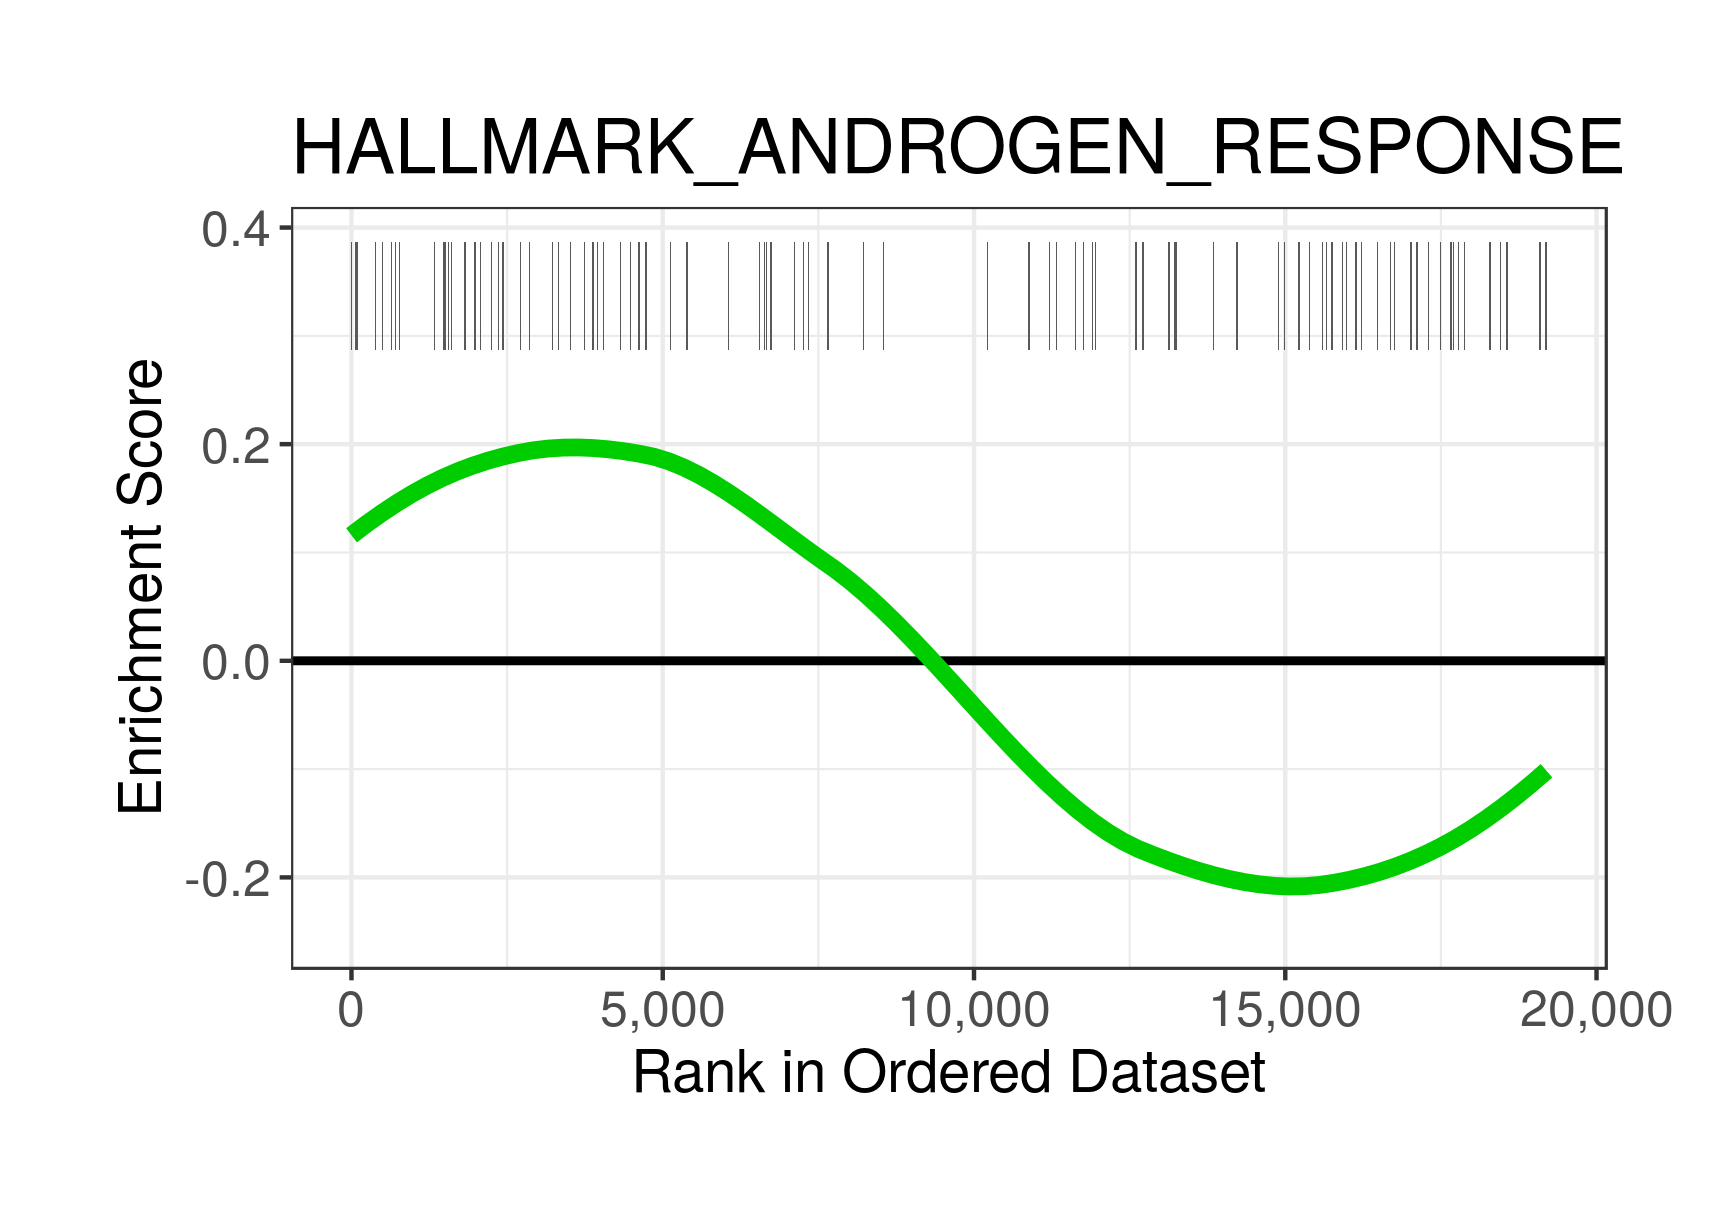 HALLMARK_ANDROGEN_RESPONSE
0.4
0.2
0.0
-0.2
Enrichment Score
0 5,000 10,000 15,000 20,000
Rank in Ordered Dataset